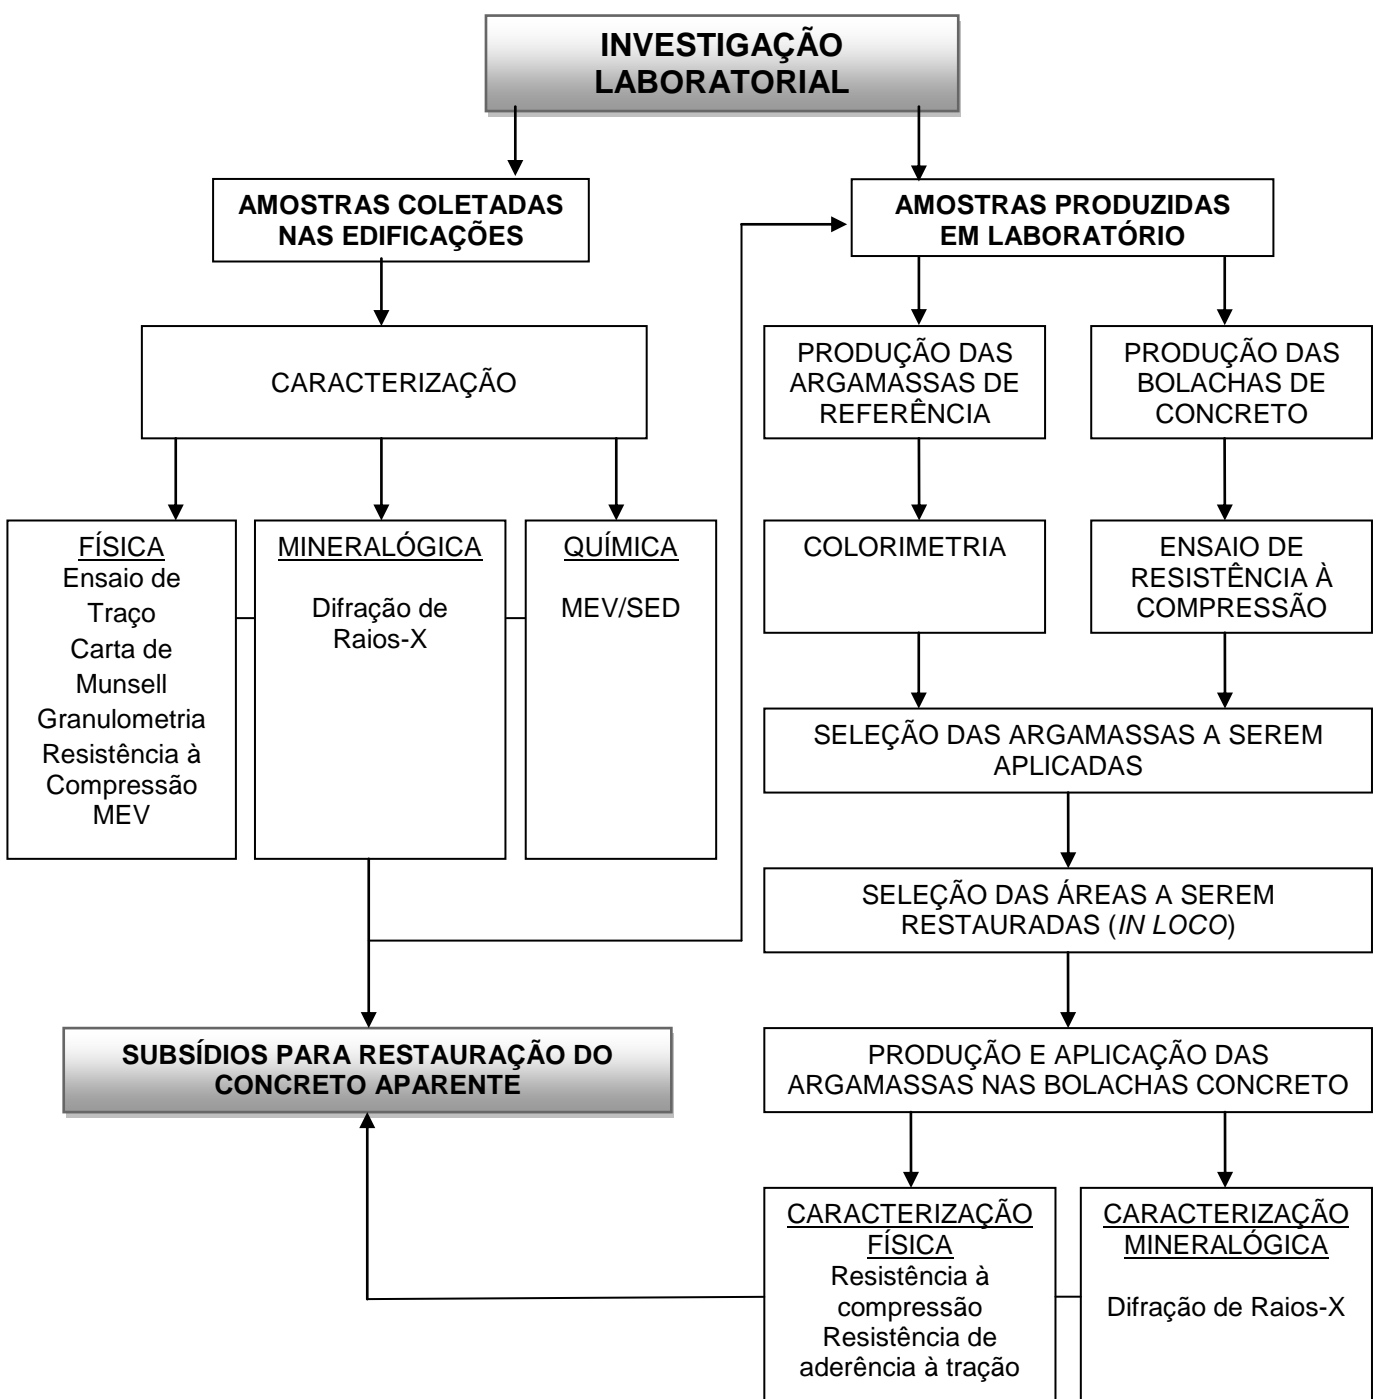 INVESTIGAÇÃO
LABORATORIAL
AMOSTRAS COLETADAS
NAS EDIFICAÇÕES
AMOSTRAS PRODUZIDAS
EM LABORATÓRIO
CARACTERIZAÇÃO
PRODUÇÃO DAS
ARGAMASSAS DE
REFERÊNCIA
PRODUÇÃO DAS
BOLACHAS DE
CONCRETO
FÍSICA
Ensaio de
Traço
Carta de
Munsell
Granulometria
Resistência à
Compressão
MEV
MINERALÓGICA
Difração de
Raios-X
QUÍMICA
MEV/SED
COLORIMETRIA
ENSAIO DE
RESISTÊNCIA À
COMPRESSÃO
SELEÇÃO DAS ARGAMASSAS A SEREM
APLICADAS
SELEÇÃO DAS ÁREAS A SEREM
RESTAURADAS (IN LOCO)
SUBSÍDIOS PARA RESTAURAÇÃO DO
CONCRETO APARENTE
PRODUÇÃO E APLICAÇÃO DAS
ARGAMASSAS NAS BOLACHAS CONCRETO
CARACTERIZAÇÃO
FÍSICA
Resistência à
compressão
Resistência de
aderência à tração
CARACTERIZAÇÃO
MINERALÓGICA
Difração de Raios-X